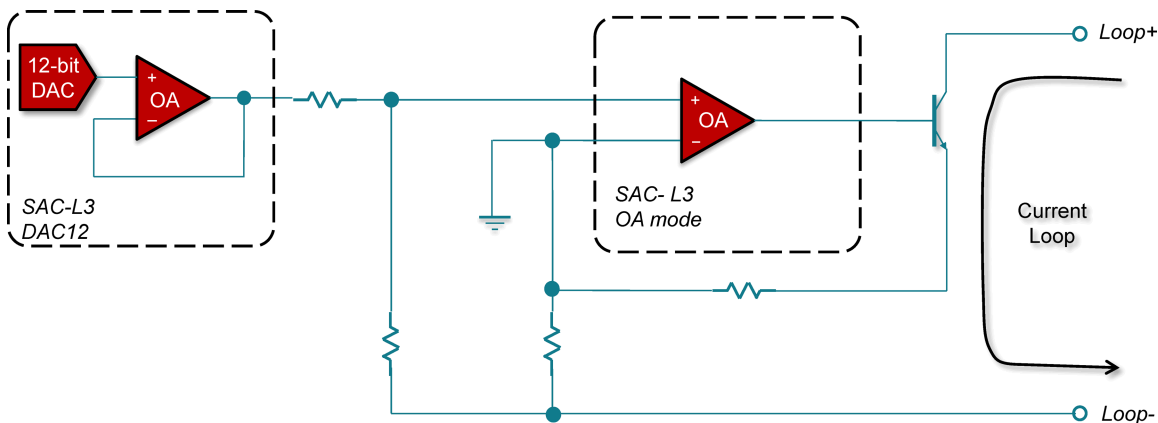 12-bit
DAC
+
OA
−
SAC-L3
DAC12
+
OA
−
SAC- L3
OA mode
Loop+
Current
Loop
Loop-